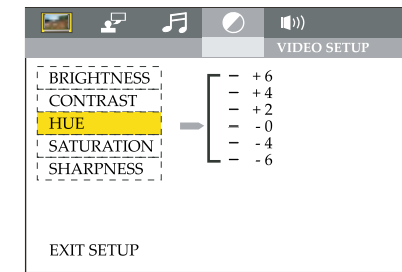 VIDEO SETUP
BRIGHTNESS
CONTRAST
HUE
SATURATION
SHARPNESS
+ 6
+ 4
+ 2
- 0
- 4
- 6
EXIT SETUP